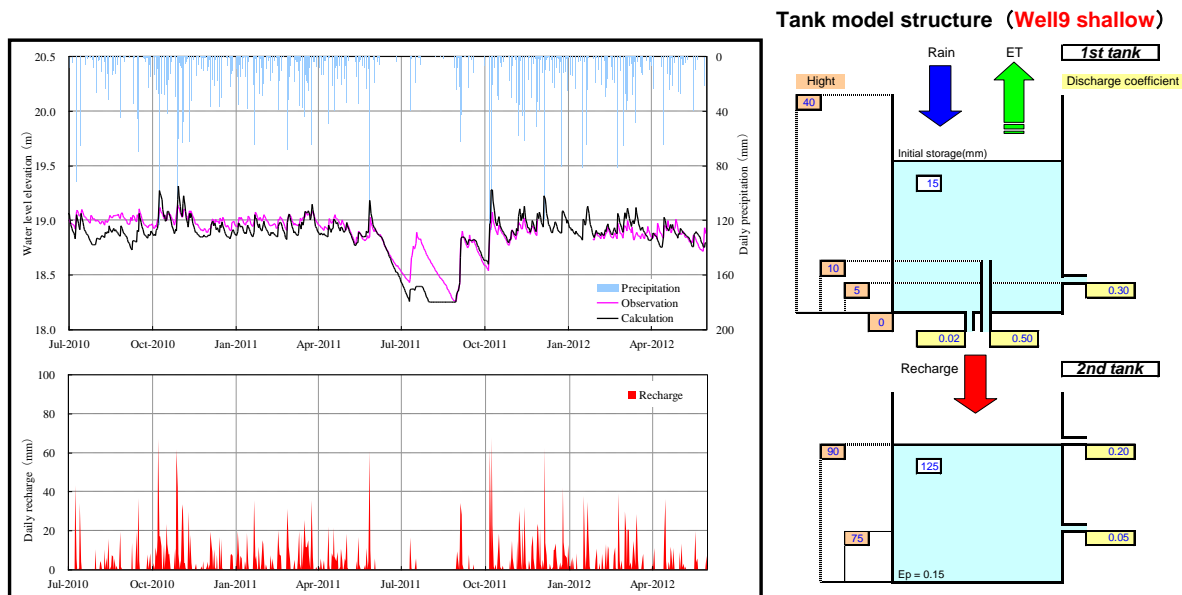 Tank model structure（Well9 shallow）
20.5
20.0
19.5
19.0
18.5
18.0
Water level elevation (m)
0
40
80
120
160
200
Daily precipitation (mm)
Precipitation
Observation
Calculation
Jul-2010 Oct-2010 Jan-2011 Apr-2011 Jul-2011 Oct-2011 Jan-2012 Apr-2012
100
80
60
40
20
0
Daily recharge (mm)
Recharge
Jul-2010 Oct-2010 Jan-2011 Apr-2011 Jul-2011 Oct-2011 Jan-2012 Apr-2012
Rain ET 1st tank
Hight Discharge coefficient
40
Initial storage(mm)
15
10
5 0.30
0
0.02 0.50
Recharge 2nd tank
90 0.20
125
75 0.05
Ep = 0.15